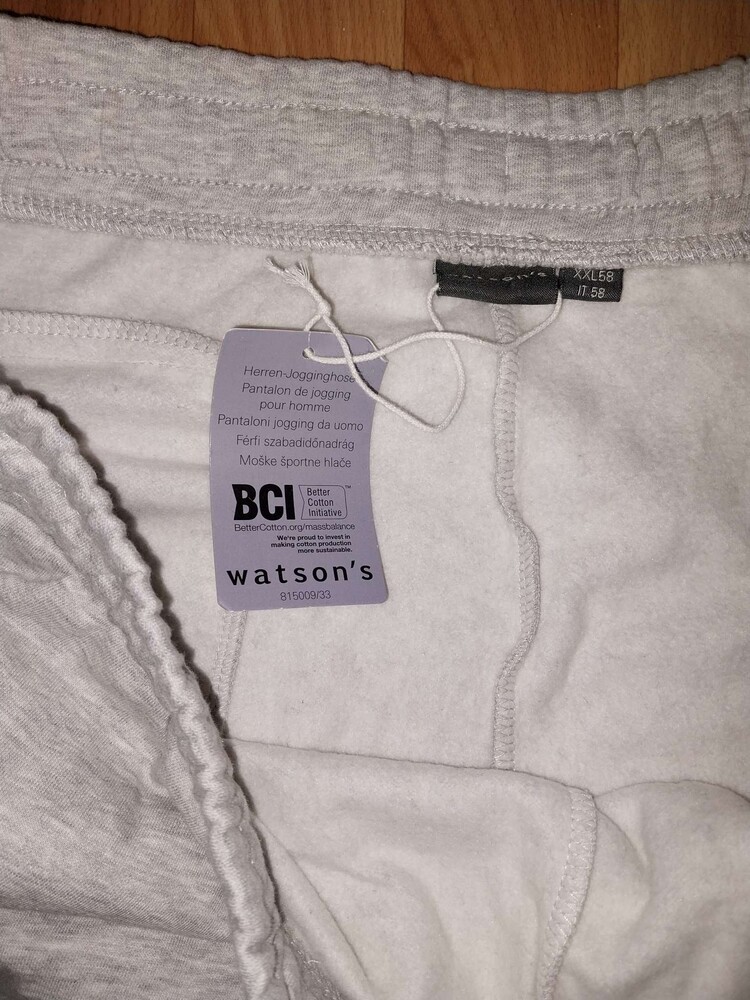 watson's
XXL58
IT 58
Herren-Jogginghose
Pantalon de jogging
pour homme
Pantaloni jogging da uomo
Férfi szabadidőnadrág
Moške športne hlače
BCI
Better
Cotton
Initiative
™
BetterCotton.org/massbalance
We're proud to invest in
making cotton production
more sustainable.
watson's
815009/33